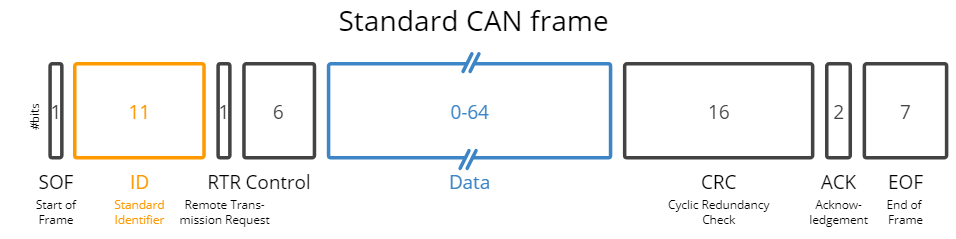 Standard CAN frame
#bits
1 11 1 6 0-64 16 2 7
SOF ID RTR Control Data CRC ACK EOF
Start of Frame
Standard Identifier
Remote Trans-
mission Request
Cyclic Redundancy
Check
Acknow-
ledgement
End of
Frame